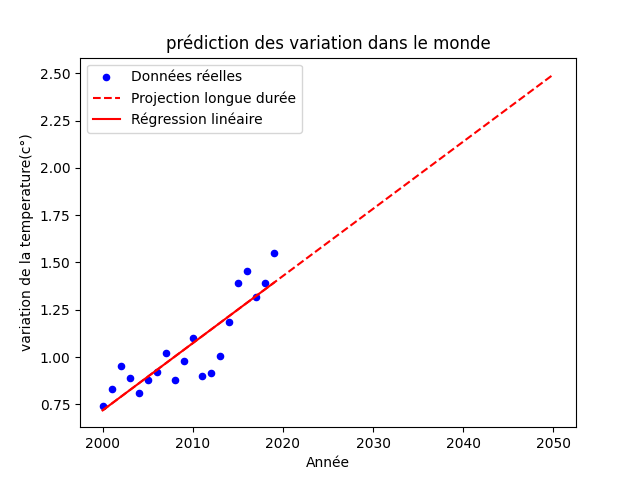 prédiction des variation dans le monde
Données réelles
Projection longue durée
Régression linéaire
variation de la temperature(c°)
2.50
2.25
2.00
1.75
1.50
1.25
1.00
0.75
2000
2010
2020
2030
2040
2050
Année